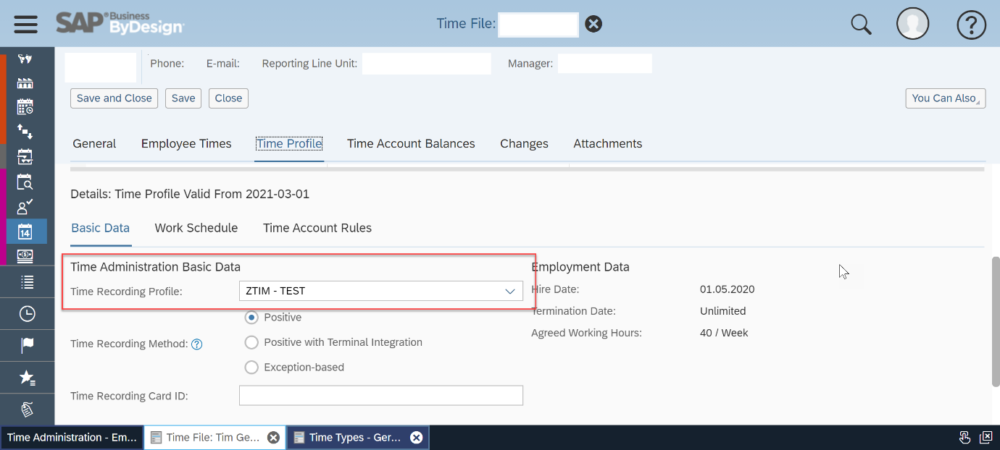 SAP® Business ByDesign
Time File:
Phone: E-mail: Reporting Line Unit: Manager:
Save and Close Save Close You Can Also
General Employee Times Time Profile Time Account Balances Changes Attachments
Details: Time Profile Valid From 2021-03-01
Basic Data Work Schedule Time Account Rules
Time Administration Basic Data
Time Recording Profile: ZTIM - TEST
Positive
Time Recording Method: ?
Positive with Terminal Integration
Exception-based
Time Recording Card ID:
Employment Data
Hire Date: 01.05.2020
Termination Date: Unlimited
Agreed Working Hours: 40 / Week
14
Time Administration - Em... Time File: Tim Ge... Time Types - Ger...